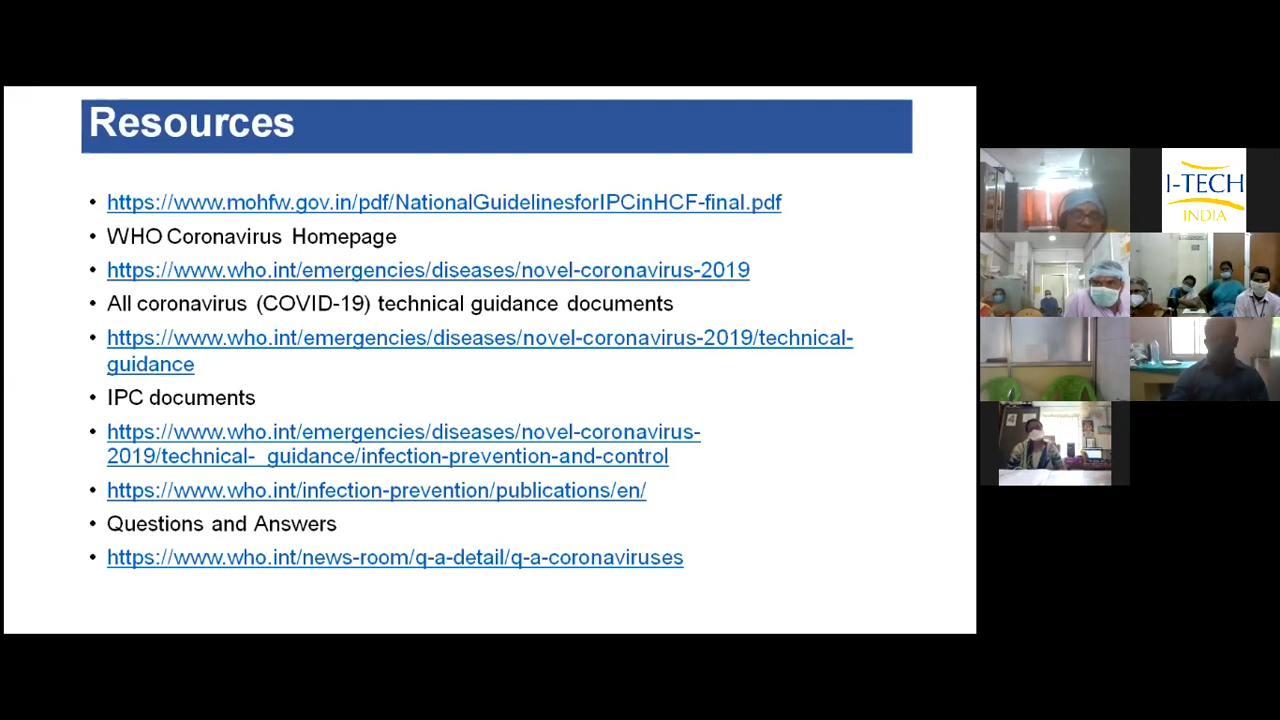 Resources
https://www.mohfw.gov.in/pdf/NationalGuidelinesforIPCinHCF-final.pdf
WHO Coronavirus Homepage
https://www.who.int/emergencies/diseases/novel-coronavirus-2019
All coronavirus (COVID-19) technical guidance documents
https://www.who.int/emergencies/diseases/novel-coronavirus-2019/technical-
guidance
IPC documents
https://www.who.int/emergencies/diseases/novel-coronavirus-
2019/technical- guidance/infection-prevention-and-control
https://www.who.int/infection-prevention/publications/en/
Questions and Answers
https://www.who.int/news-room/q-a-detail/q-a-coronaviruses
I-TECH
INDIA